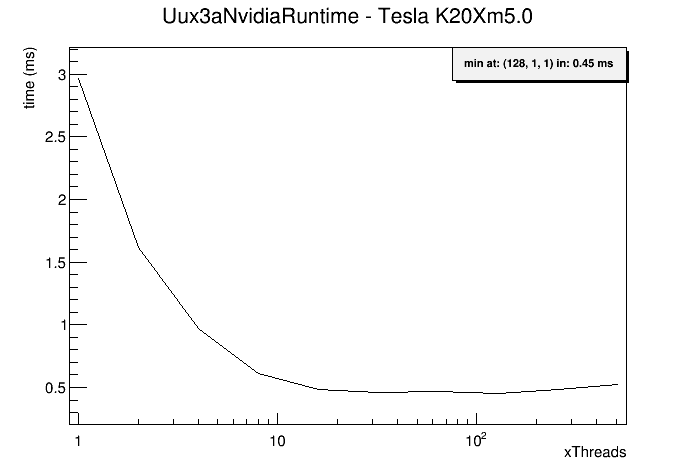 Uux3aNvidiaRuntime - Tesla K20Xm5.0
time (ms)
min at: (128, 1, 1) in: 0.45 ms
3
2.5
2
1.5
1
0.5
1
10
10²
xThreads